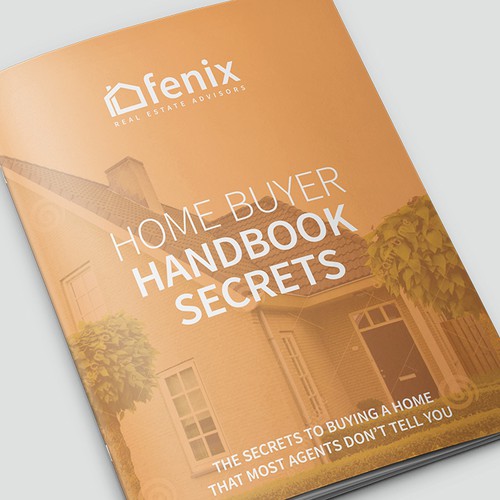 fenix
REAL ESTATE ADVISORS
HOME BUYER
HANDBOOK
SECRETS
THE SECRETS TO BUYING A HOME
THAT MOST AGENTS DON'T TELL YOU